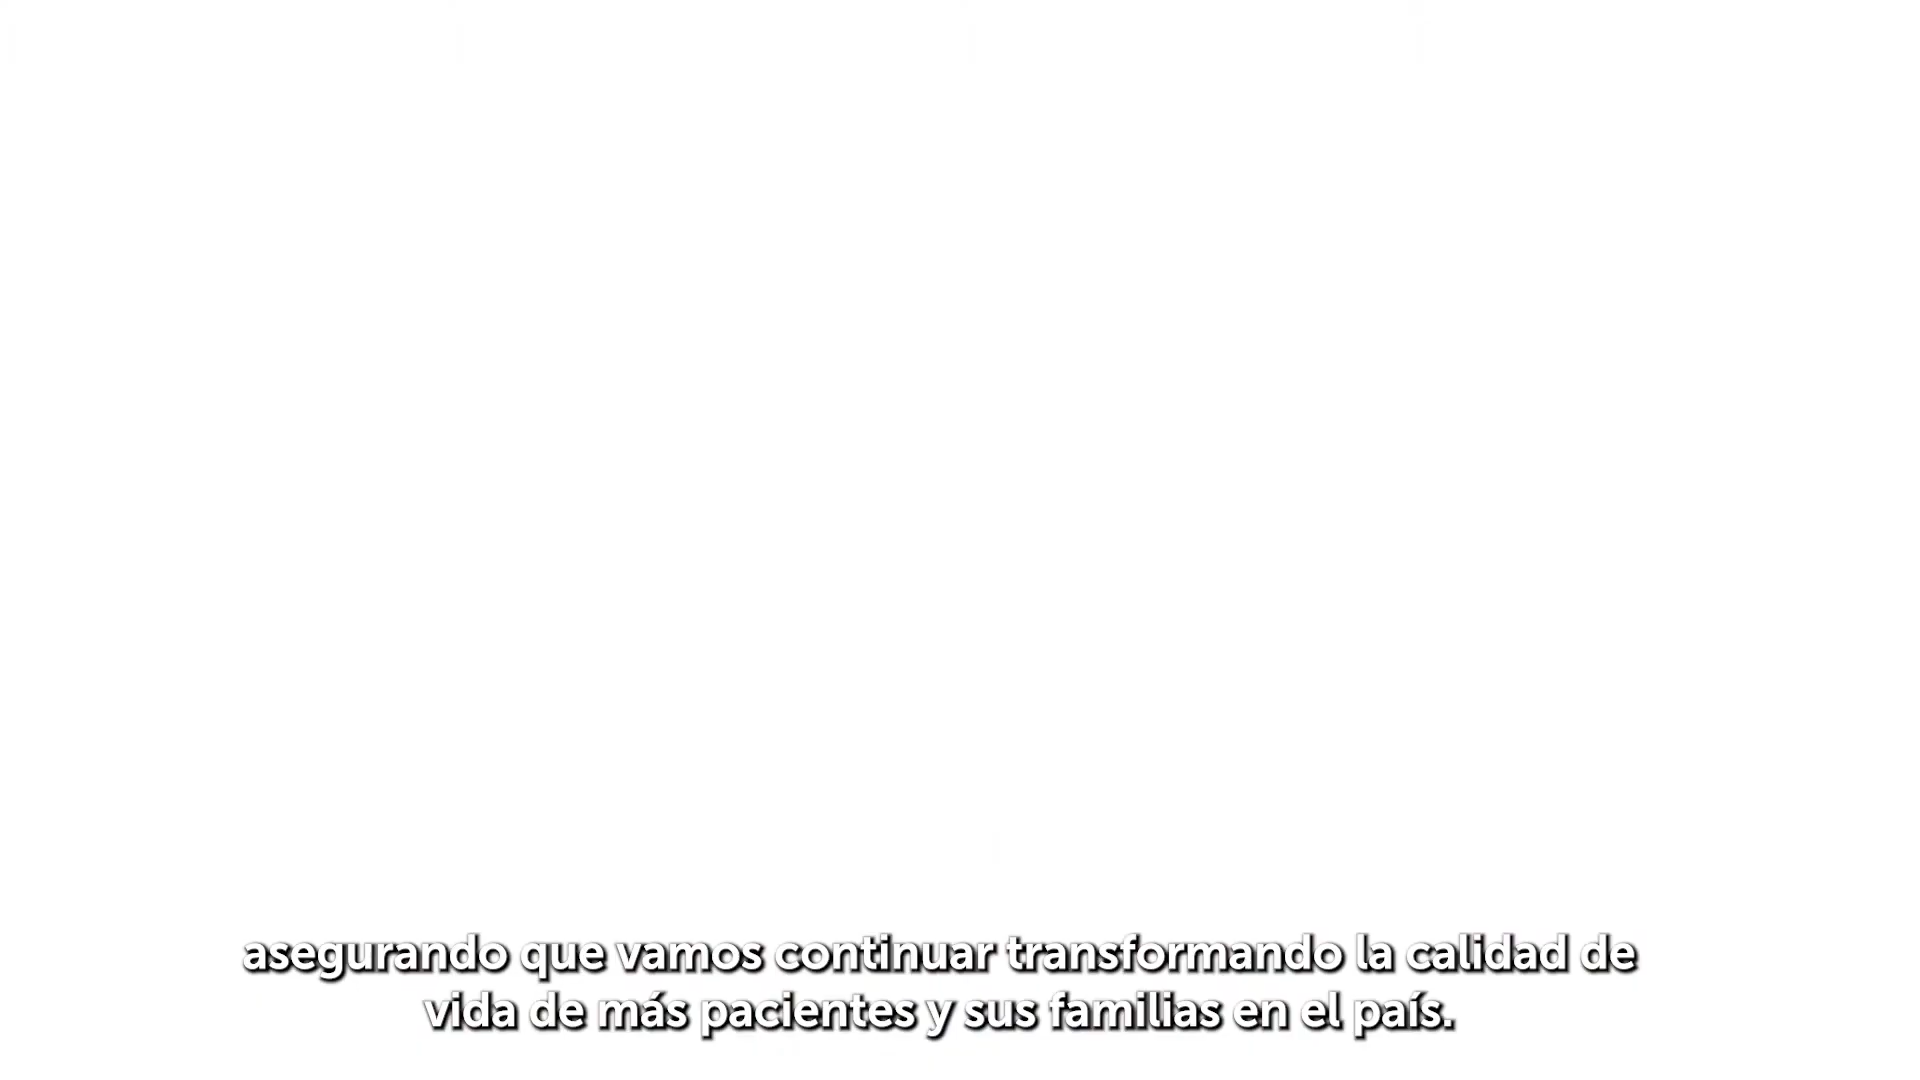 asegurando que vamos continuar transformando la calidad de
vida de más pacientes y sus familias en el país.